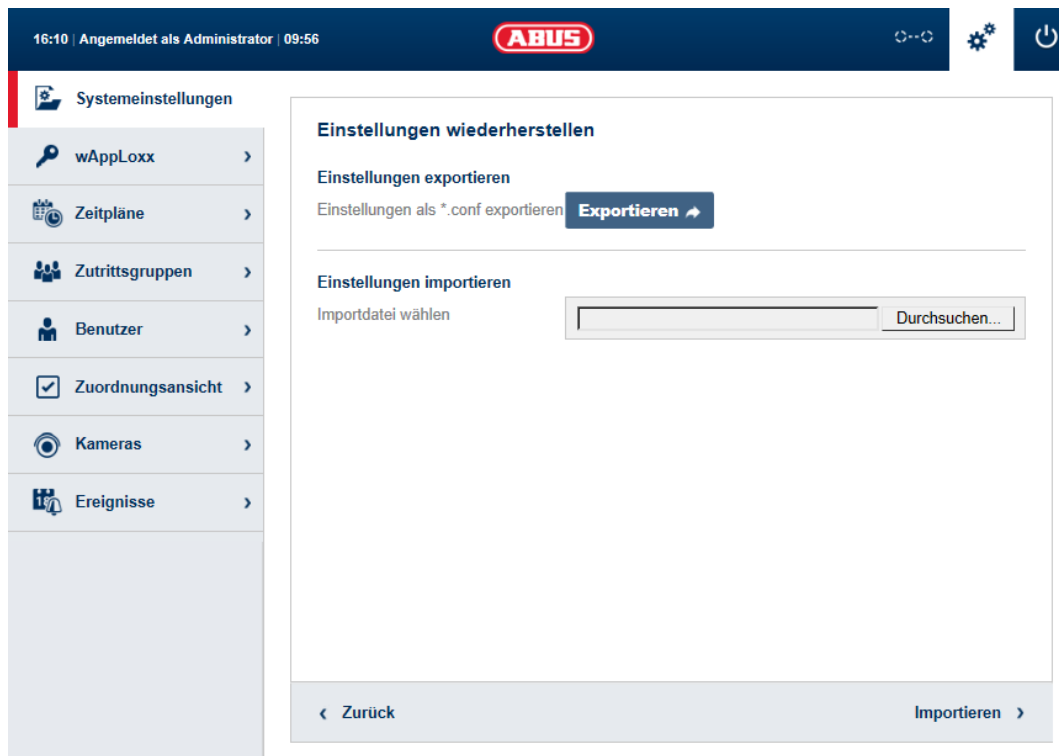 16:10 | Angemeldet als Administrator | 09:56
ABUS
Systemeinstellungen
wAppLoxx
Zeitpläne
Zutrittsgruppen
Benutzer
Zuordnungsansicht
Kameras
Ereignisse
Einstellungen wiederherstellen
Einstellungen exportieren
Einstellungen als *.conf exportieren Exportieren
Einstellungen importieren
Importdatei wählen Durchsuchen...
Zurück Importieren